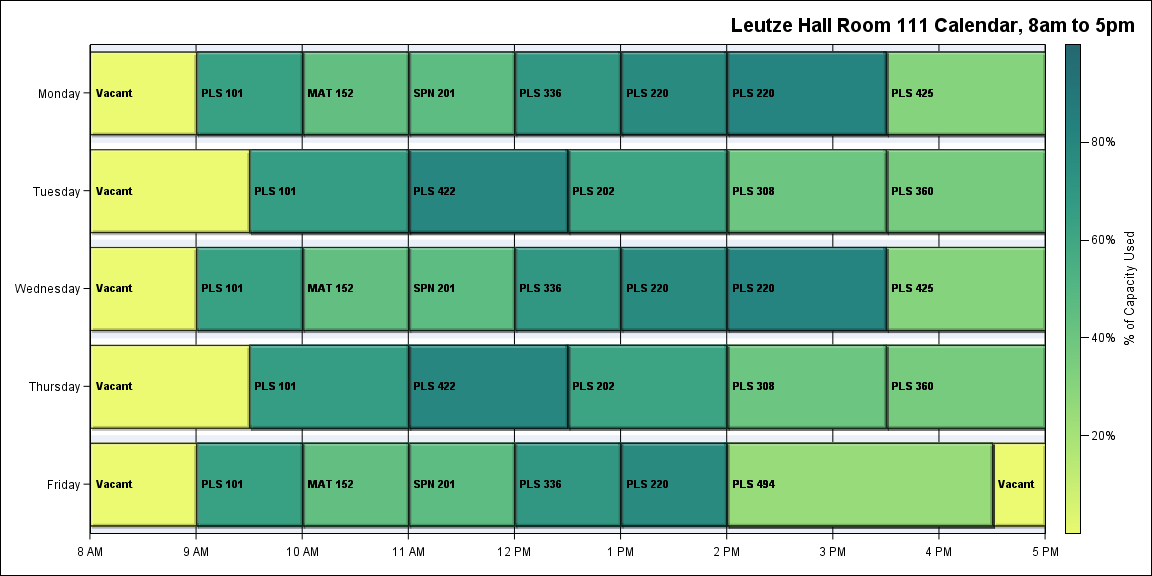 Leutze Hall Room 111 Calendar, 8am to 5pm
Monday
Vacant
PLS 101
MAT 152
SPN 201
PLS 336
PLS 220
PLS 220
PLS 425
Tuesday
Vacant
PLS 101
PLS 422
PLS 202
PLS 308
PLS 360
Wednesday
Vacant
PLS 101
MAT 152
SPN 201
PLS 336
PLS 220
PLS 220
PLS 425
Thursday
Vacant
PLS 101
PLS 422
PLS 202
PLS 308
PLS 360
Friday
Vacant
PLS 101
MAT 152
SPN 201
PLS 336
PLS 220
PLS 494
Vacant
8 AM
9 AM
10 AM
11 AM
12 PM
1 PM
2 PM
3 PM
4 PM
5 PM
80%
60%
40%
20%
% of Capacity Used